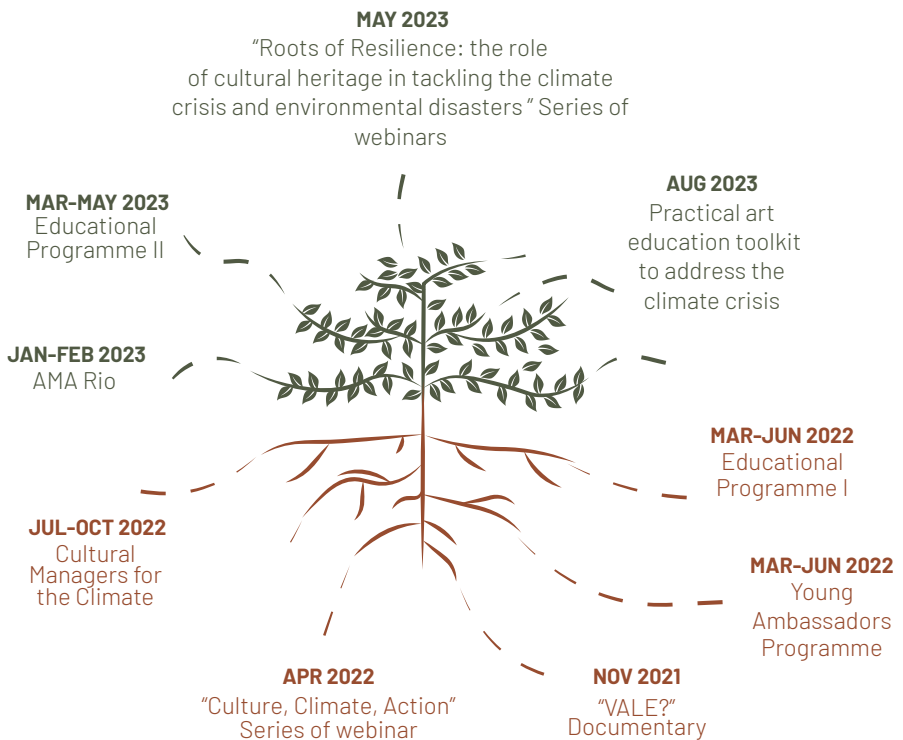 MAY 2023
“Roots of Resilience: the role
of cultural heritage in tackling the climate
crisis and environmental disasters ” Series of
webinars
MAR-MAY 2023
Educational
Programme II
AUG 2023
Practical art
education toolkit
to address the
climate crisis
JAN-FEB 2023
AMA Rio
MAR-JUN 2022
Educational
Programme I
JUL-OCT 2022
Cultural
Managers for
the Climate
MAR-JUN 2022
Young
Ambassadors
Programme
APR 2022
“Culture, Climate, Action“
Series of webinar
NOV 2021
“VALE?”
Documentary